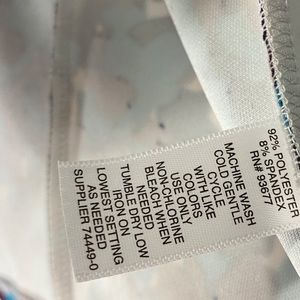 92% POLYESTER
8% SPANDEX
RN# 93677
MACHINE WASH
COLD GENTLE
CYCLE
WITH LIKE
COLORS
USE ONLY
NON-CHLORINE
BLEACH WHEN
NEEDED
TUMBLE DRY LOW
IRON ON
LOWEST SETTING
AS NEEDED
SUPPLIER 74449-0